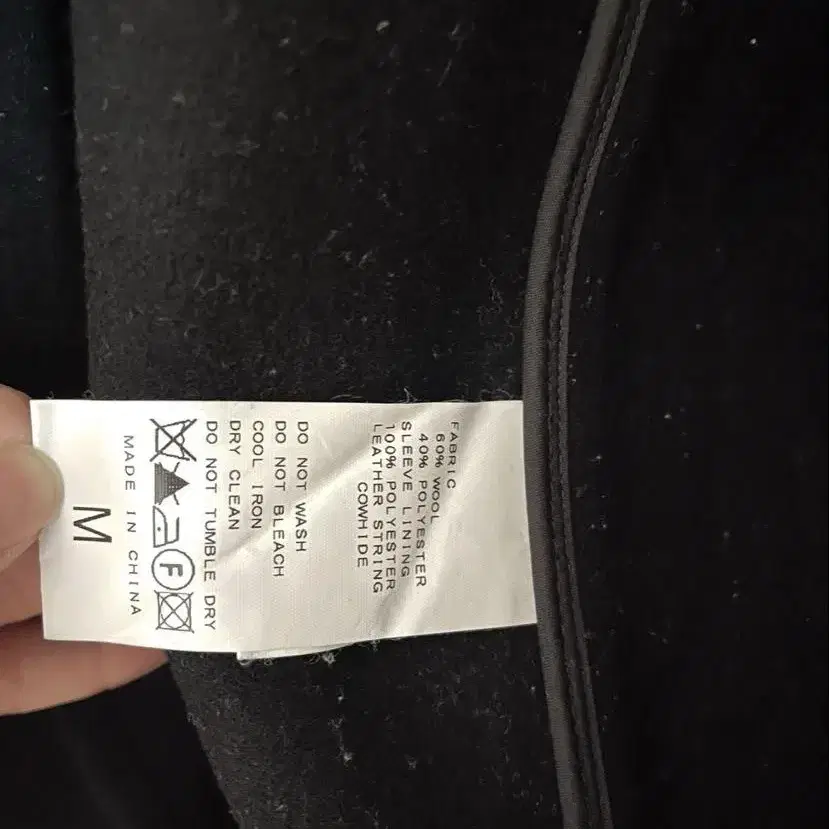 FABRIC
60% WOOL
40% POLYESTER
SLEEVE LINING
100% POLYESTER
LEATHER STRING
COWHIDE
DO NOT WASH
DO NOT BLEACH
COOL IRON
DRY CLEAN
DO NOT TUMBLE DRY
F
MADE IN CHINA
M